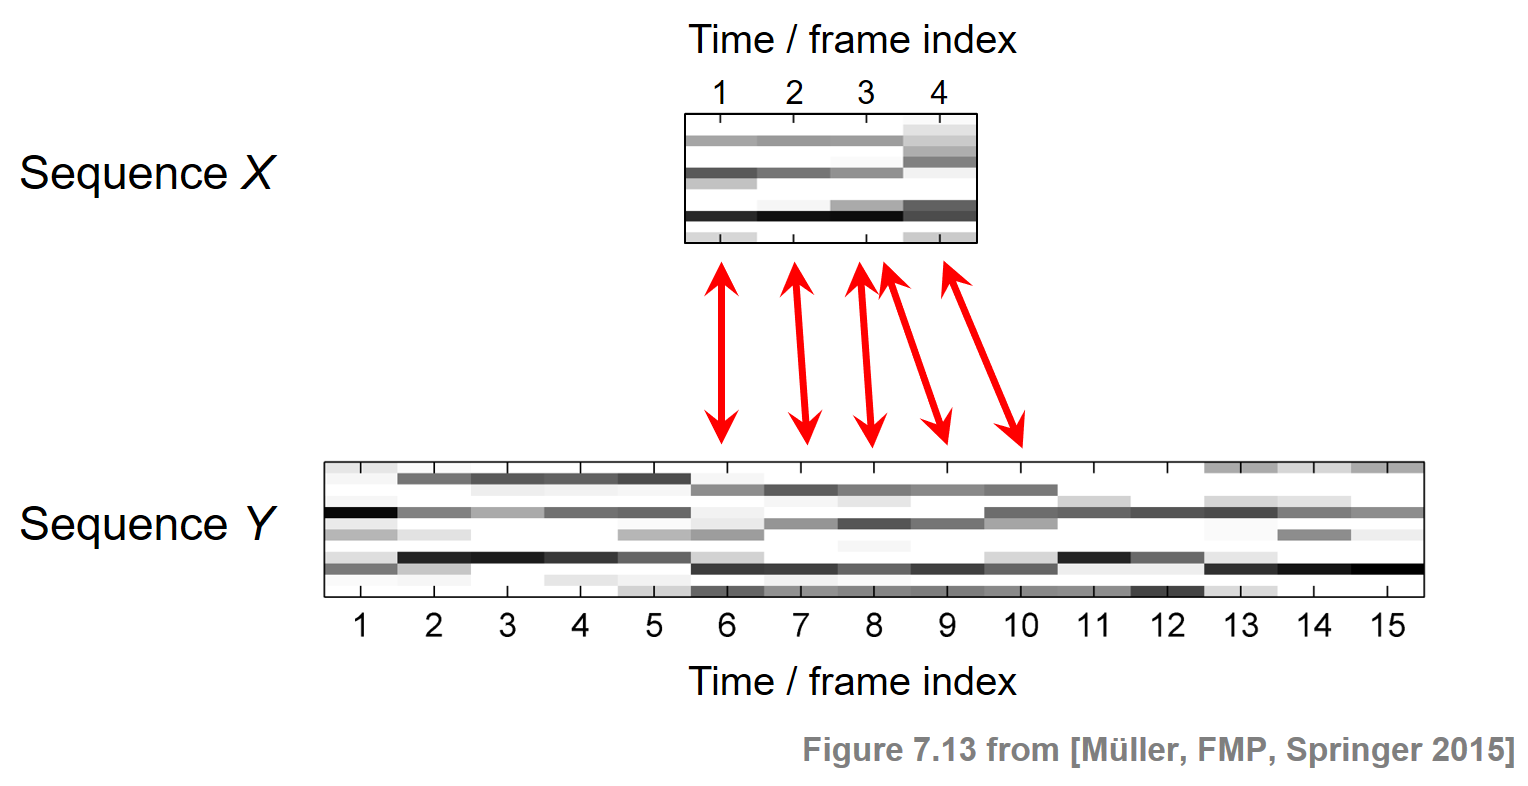 Time / frame index
1 2 3 4
Sequence X
Sequence Y
1 2 3 4 5 6 7 8 9 10 11 12 13 14 15
Time / frame index
Figure 7.13 from [Müller, FMP, Springer 2015]